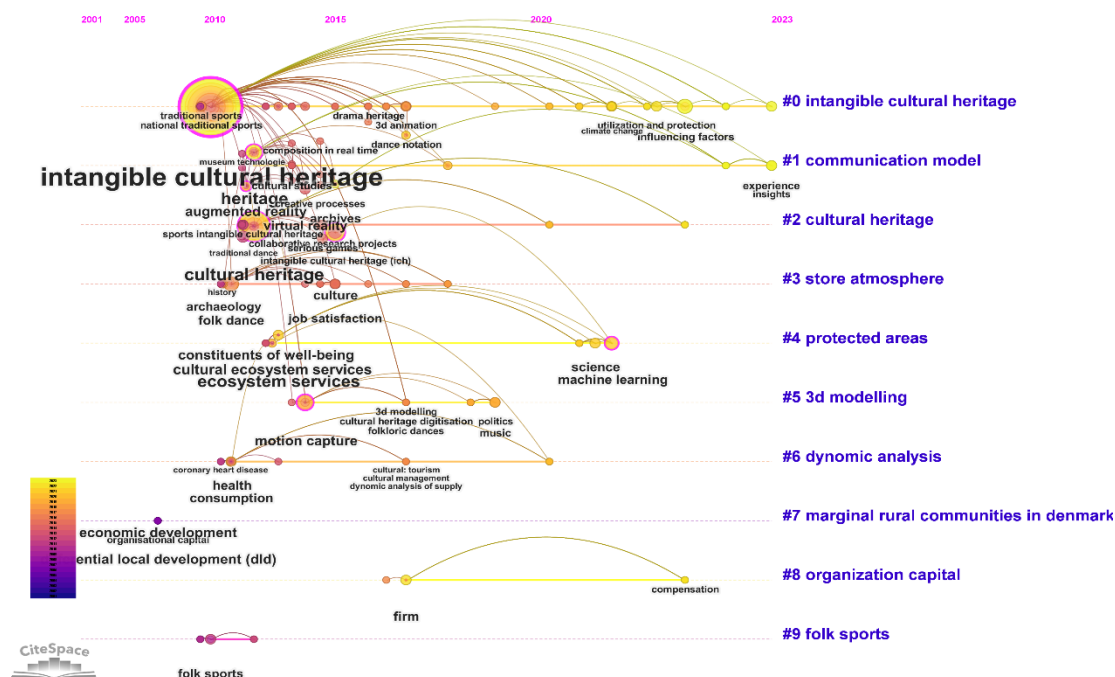 2001 2005 2010 2015 2020 2023
#0 intangible cultural heritage
traditional sports
national traditional sports
drama heritage
3d animation
dance notation
utilization and protection
climate change
influencing factors
#1 communication model
composition in real time
museum technologie
intangible cultural heritage
experience
insights
cultural studies
heritage
creative processes
augmented reality
archives
virtual reality
#2 cultural heritage
sports intangible cultural heritage
collaborative research projects
serious games
traditional dance
intangible cultural heritage (ich)
cultural heritage
#3 store atmosphere
history
culture
archaeology
folk dance
job satisfaction
#4 protected areas
constituents of well-being
cultural ecosystem services
ecosystem services
science
machine learning
#5 3d modelling
3d modelling
cultural heritage digitisation
folkloric dances
politics
music
motion capture
#6 dynomic analysis
coronary heart disease
health
consumption
cultural: tourism
cultural management
dynomic analysis of supply
#7 marginal rural communities in denmark
economic development
organisational capital
ential local development (dld)
#8 organization capital
compensation
firm
#9 folk sports
folk sports
CiteSpace